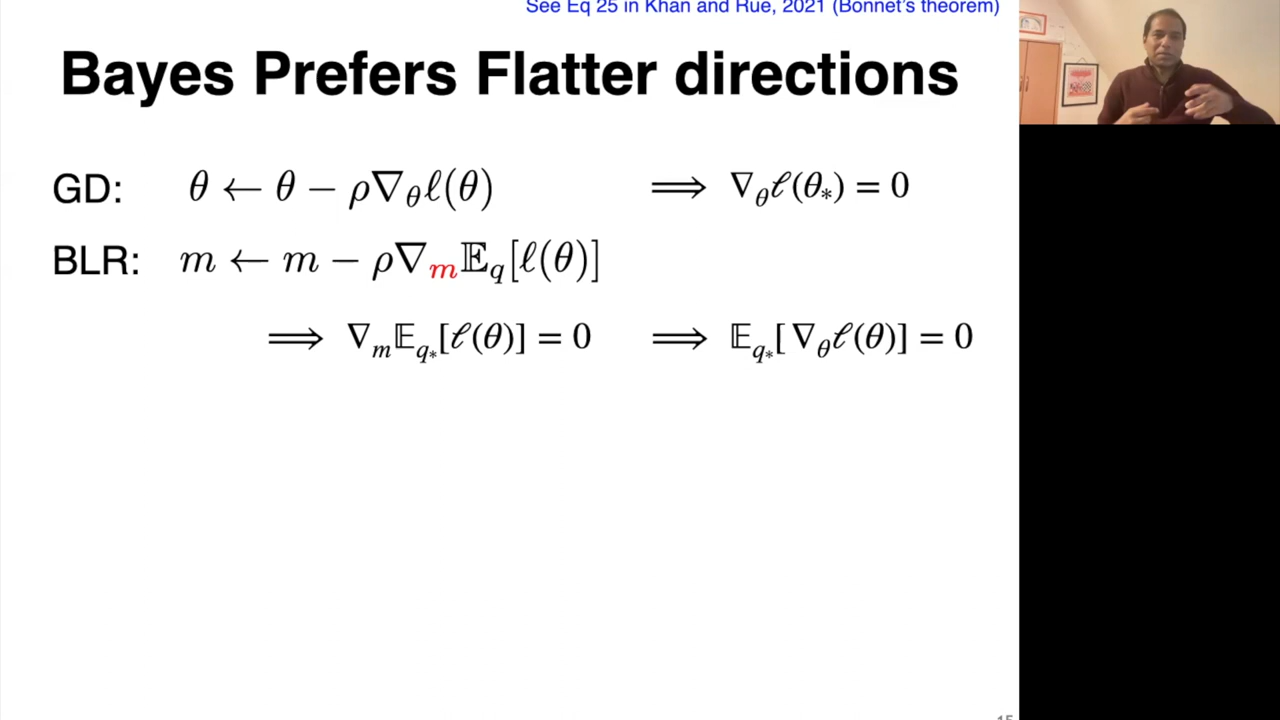 See Eq 25 in Khan and Rue, 2021 (Bonnet's theorem)
Bayes Prefers Flatter directions
GD: θ ← θ − ρ∇_θ ℓ(θ) ⟹ ∇_θ ℓ(θ_*) = 0
BLR: m ← m − ρ∇_m 𝔼_q[ℓ(θ)]
⟹ ∇_m 𝔼_{q_*}[ℓ(θ)] = 0 ⟹ 𝔼_{q_*}[∇_θ ℓ(θ)] = 0
15